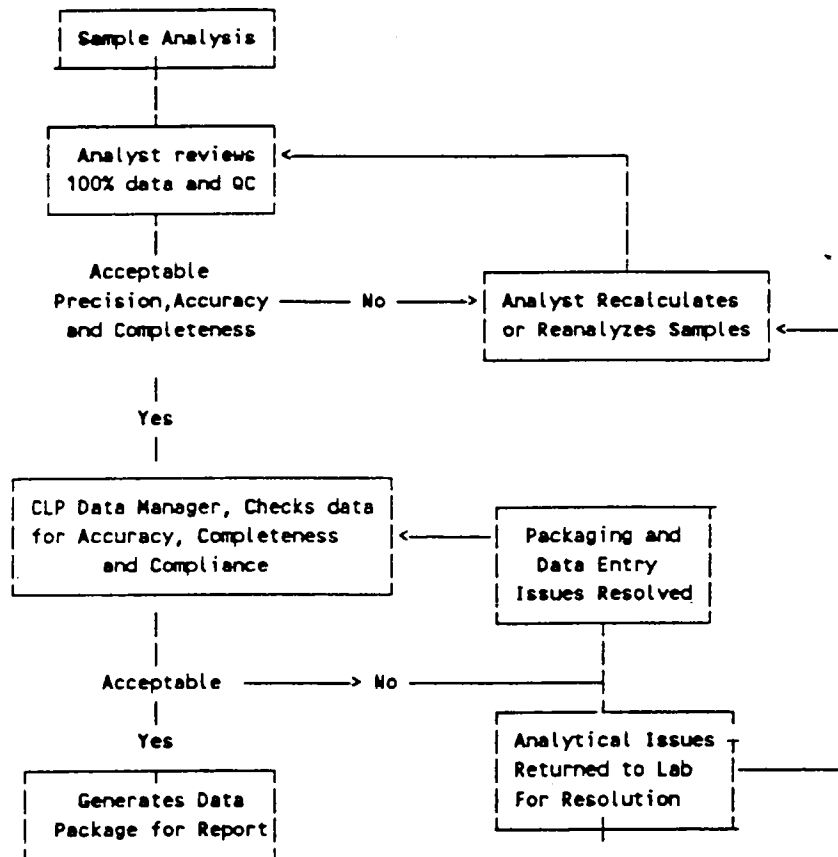 Sample Analysis
Analyst reviews
100% data and QC
Acceptable
Precision,Accuracy
and Completeness
No
Analyst Recalculates
or Reanalyzes Samples
Yes
CLP Data Manager, Checks data
for Accuracy, Completeness
and Compliance
Packaging and
Data Entry
Issues Resolved
Acceptable
No
Yes
Analytical Issues
Returned to Lab
For Resolution
Generates Data
Package for Report